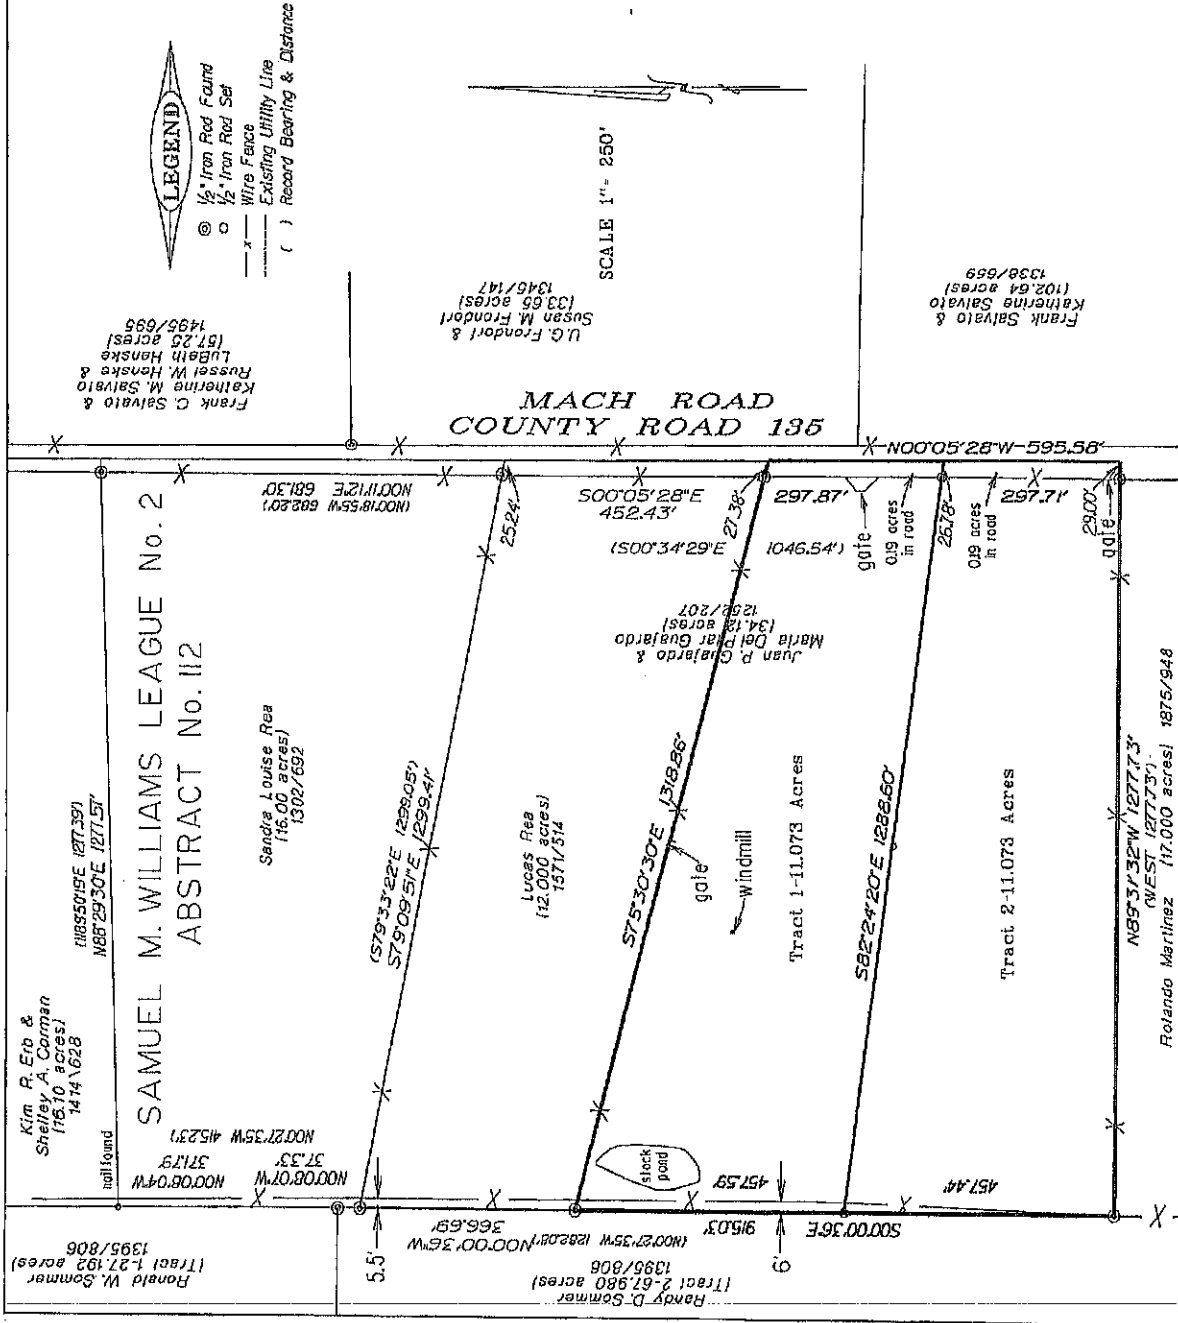 LEGEND
1/2" Iron Rod Found
1/2" Iron Rod Set
Wire Fence
Existing Utility Line
( ) Record Bearing & Distance
SCALE 1"= 250'
Frank C. Salvato &
Katherine M. Salvato
Russel W. Henske &
LuBeth Henske
(57.25 acres)
1495/695
U.G. Frondorf &
Susan M. Frondorf
(33.65 acres)
1345/147
Frank Salvato &
Katherine Salvato
(102.64 acres)
1338/659
MACH ROAD
COUNTY ROAD 135
N00°05'28"W 595.58'
(N00°18'55"W 682.20')
N00°11'12"E 681.30'
25.24'
S00°05'28"E
452.43'
(S00°34'29"E 1046.54')
27.38'
297.87'
gate
0.19 acres
in road
26.78'
0.19 acres
in road
297.71'
29.00'
gate
SAMUEL M. WILLIAMS LEAGUE No. 2
ABSTRACT No. 112
Kim R. Erb &
Shelley A. Corman
(16.10 acres)
1414\628
(N89°50'19"E 1277.39')
N88°29'30"E 1277.57'
nail found
Sandra Louise Rea
(16.00 acres)
1302/692
(S79°33'22"E 1299.05')
S79°09'51"E 1299.41'
Lucas Rea
(12.000 acres)
1571/514
Juan P. Guajardo &
Maria Del Pilar Guajardo
(34.12 acres)
1252/207
S75°30'30"E 1318.86'
gate
windmill
Tract 1-11.073 Acres
S82°24'20"E 1288.60'
Tract 2-11.073 Acres
N89°31'32"W 1277.73'
(WEST 1277.73')
Rolando Martinez (17.000 acres) 1875/948
N00°27'35"W 415.23')
N00°08'04"W
371.79'
N00°08'07"W
37.33'
stock
pond
457.59'
457.44'
5.5'
366.69'
N00°00'36"W
(N00°27'35"W 1282.08')
915.03'
6'
S00°00'36"E
Ronald W. Sommer
(Tract 1-27.192 acres)
1395/806
Randy D. Sommer
(Tract 2-67.980 acres)
1395/806